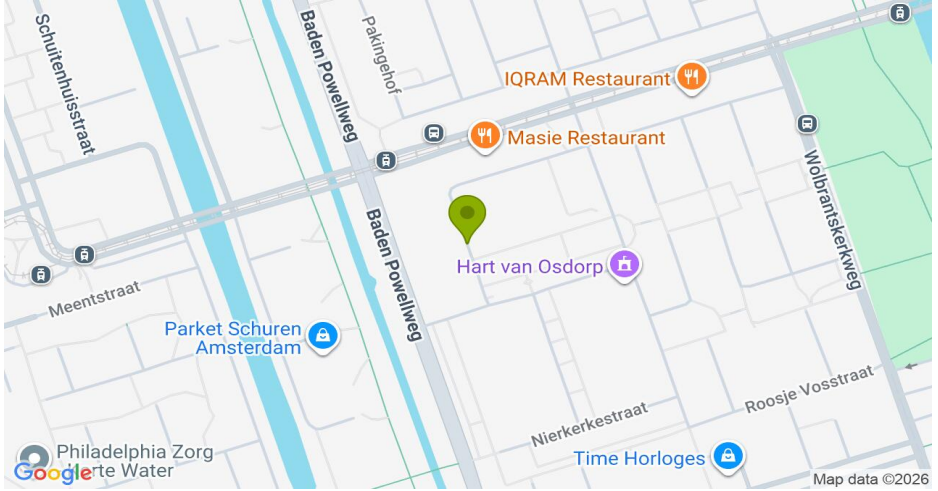 Schuitenhuisstraat
Baden Powellweg
Pakingehof
IQRAM Restaurant
Masie Restaurant
Wolbrantskerkweg
Baden Powellweg
Hart van Osdorp
Meentstraat
Parket Schuren
Amsterdam
Roosje Vosstraat
Nierkerkestraat
Philadelphia Zorg
Time Horloges
Water
Google
Map data ©2026